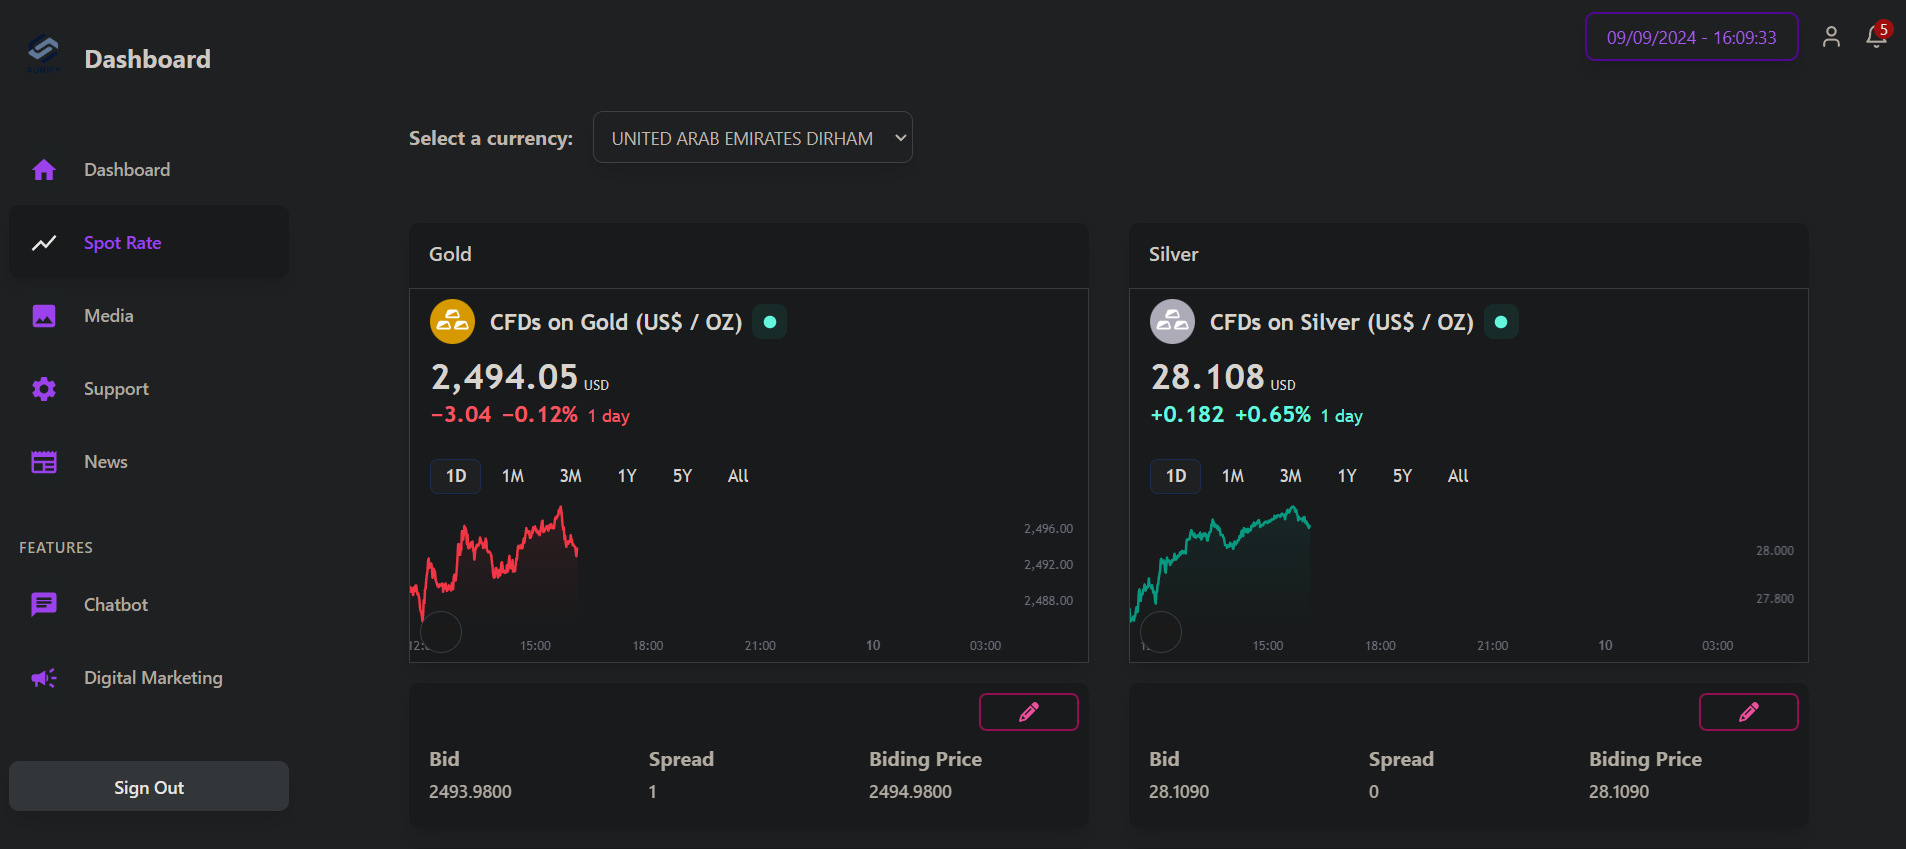 Dashboard
09/09/2024 - 16:09:33
5
Select a currency: UNITED ARAB EMIRATES DIRHAM
Dashboard
Spot Rate
Media
Support
News
FEATURES
Chatbot
Digital Marketing
Sign Out
Gold
CFDs on Gold (US$ / OZ)
2,494.05 USD
−3.04 −0.12% 1 day
1D 1M 3M 1Y 5Y All
2,496.00
2,492.00
2,488.00
15:00 18:00 21:00 10 03:00
Bid Spread Biding Price
2493.9800 1 2494.9800
Silver
CFDs on Silver (US$ / OZ)
28.108 USD
+0.182 +0.65% 1 day
1D 1M 3M 1Y 5Y All
28.000
27.800
15:00 18:00 21:00 10 03:00
Bid Spread Biding Price
28.1090 0 28.1090